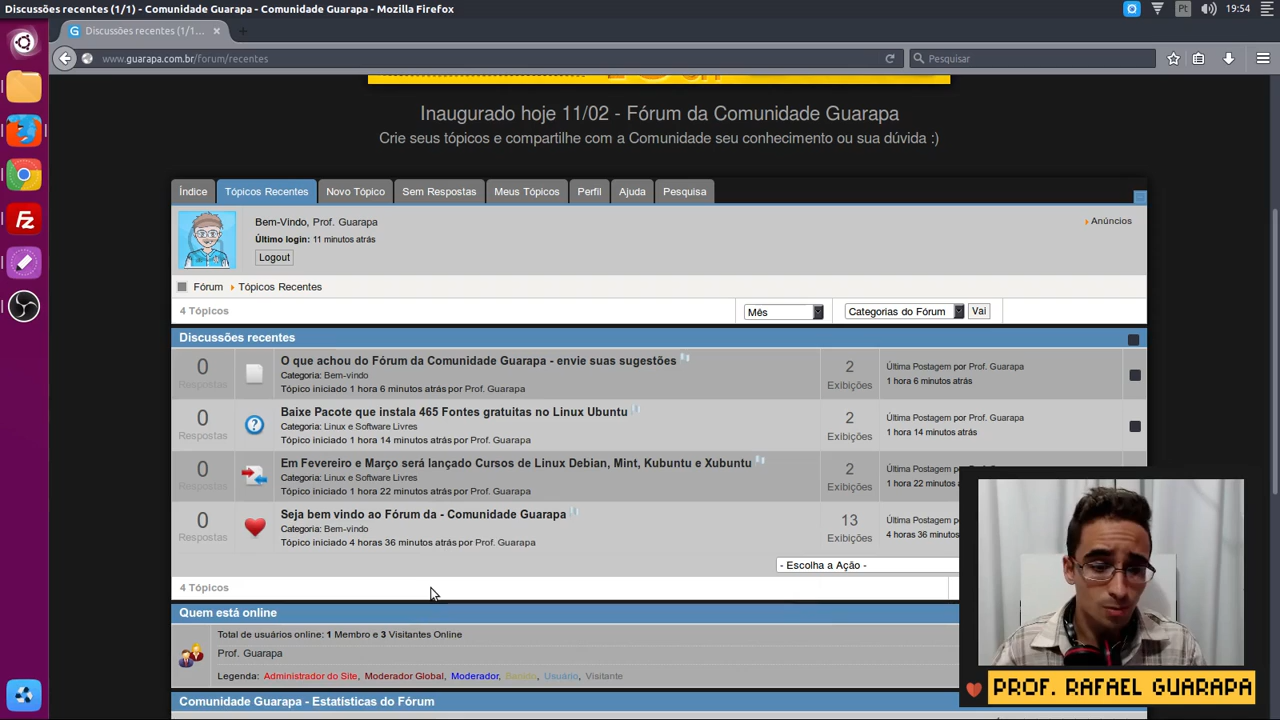 Discussões recentes (1/1) - Comunidade Guarapa - Comunidade Guarapa - Mozilla Firefox
Pt
19:54
Discussões recentes (1/1...
www.guarapa.com.br/forum/recentes
Pesquisar
Inaugurado hoje 11/02 - Fórum da Comunidade Guarapa
Crie seus tópicos e compartilhe com a Comunidade seu conhecimento ou sua dúvida :)
Índice Tópicos Recentes Novo Tópico Sem Respostas Meus Tópicos Perfil Ajuda Pesquisa
Bem-Vindo, Prof. Guarapa
Anúncios
Último login: 11 minutos atrás
Logout
Fórum Tópicos Recentes
4 Tópicos
Mês
Categorias do Fórum
Vai
Discussões recentes
0
Respostas
O que achou do Fórum da Comunidade Guarapa - envie suas sugestões
Categoria: Bem-vindo
Tópico iniciado 1 hora 6 minutos atrás por Prof. Guarapa
2
Exibições
Última Postagem por Prof. Guarapa
1 hora 6 minutos atrás
0
Respostas
Baixe Pacote que instala 465 Fontes gratuitas no Linux Ubuntu
Categoria: Linux e Software Livres
Tópico iniciado 1 hora 14 minutos atrás por Prof. Guarapa
2
Exibições
Última Postagem por Prof. Guarapa
1 hora 14 minutos atrás
0
Respostas
Em Fevereiro e Março será lançado Cursos de Linux Debian, Mint, Kubuntu e Xubuntu
Categoria: Linux e Software Livres
Tópico iniciado 1 hora 22 minutos atrás por Prof. Guarapa
2
Exibições
Última Postagem por Prof. Guarapa
1 hora 22 minutos
0
Respostas
Seja bem vindo ao Fórum da - Comunidade Guarapa
Categoria: Bem-vindo
Tópico iniciado 4 horas 36 minutos atrás por Prof. Guarapa
13
Exibições
Última Postagem
4 horas 36 minutos
- Escolha a Ação -
4 Tópicos
Quem está online
Total de usuários online: 1 Membro e 3 Visitantes Online
Prof. Guarapa
Legenda: Administrador do Site, Moderador Global, Moderador, Banido, Usuário, Visitante
Comunidade Guarapa - Estatísticas do Fórum
PROF. RAFAEL GUARAPA